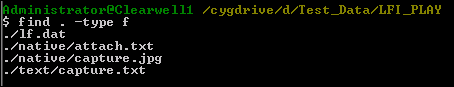 Administrator@Clearwell1 /cygdrive/d/Test_Data/LFI_PLAY
$ find . -type f
./lf.dat
./native/attach.txt
./native/capture.jpg
./text/capture.txt